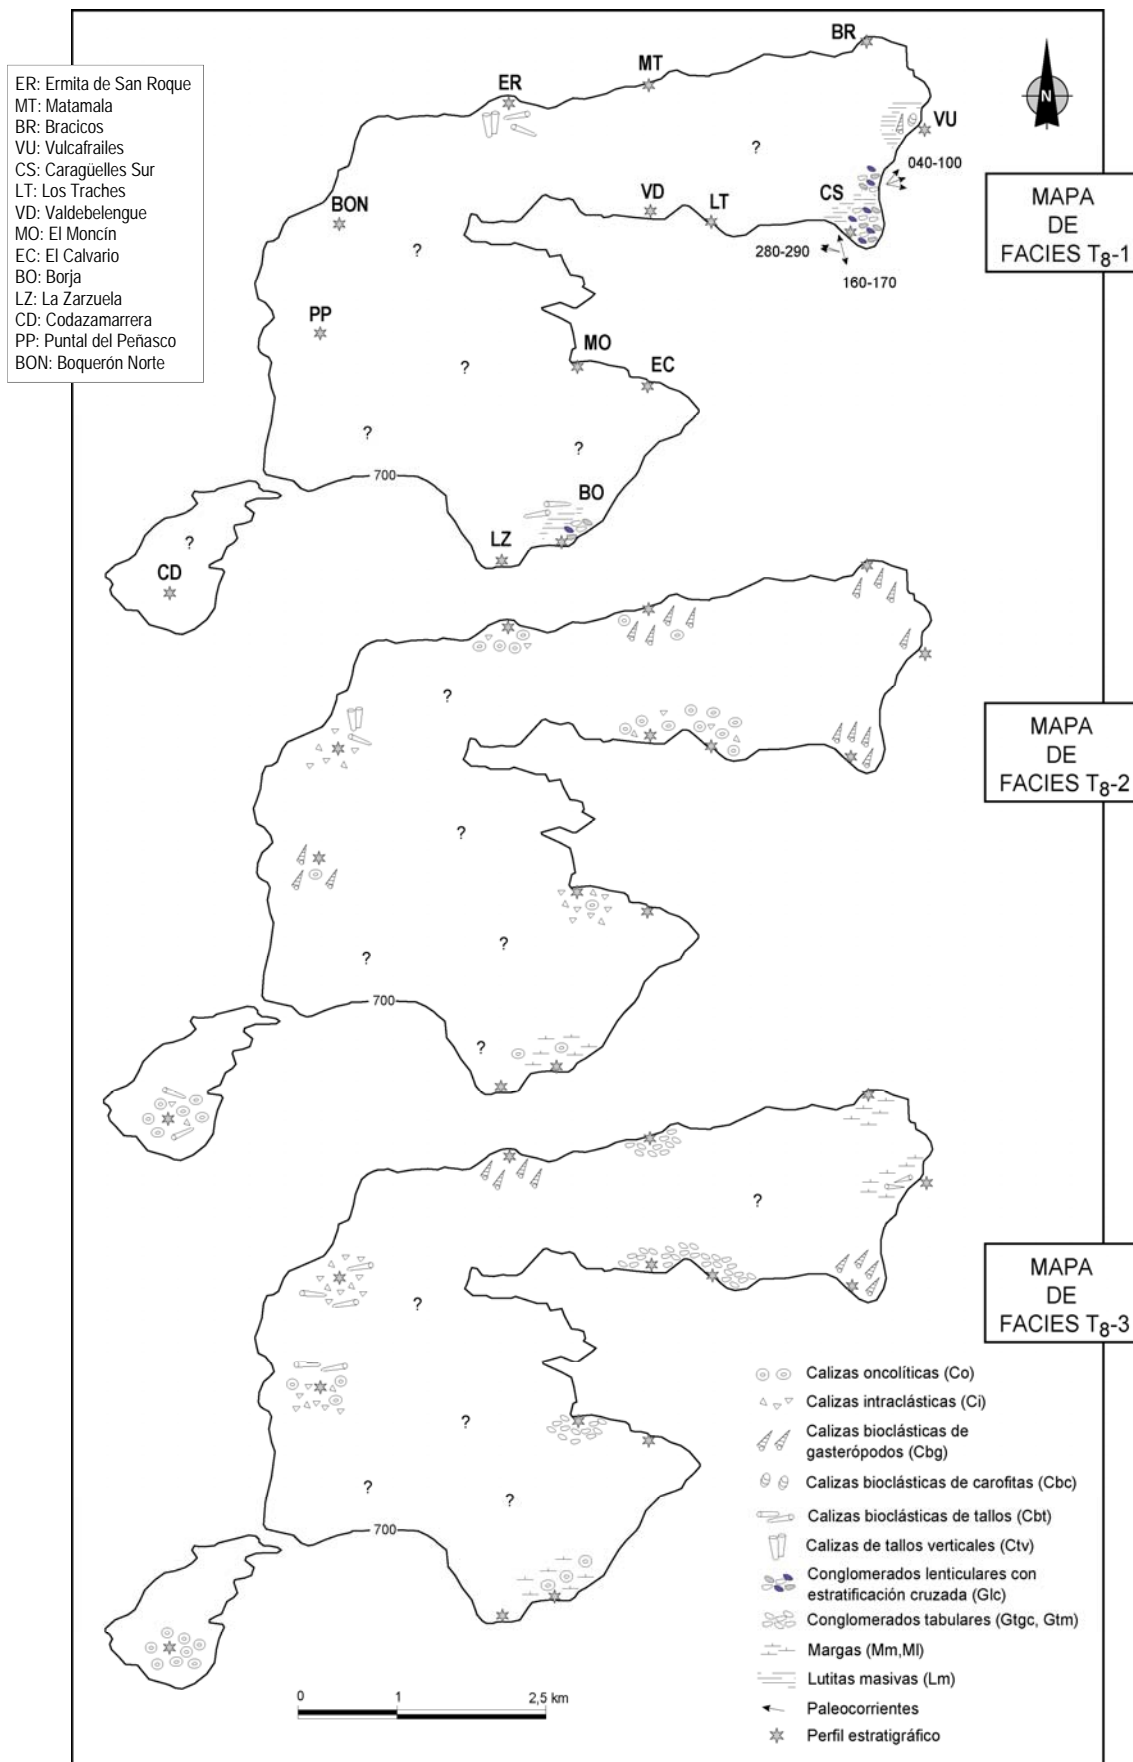 ER: Ermita de San Roque
MT: Matamala
BR: Bracicos
VU: Vulcafrailes
CS: Caragüelles Sur
LT: Los Traches
VD: Valdebelengue
MO: El Moncín
EC: El Calvario
BO: Borja
LZ: La Zarzuela
CD: Codazamarrera
PP: Puntal del Peñasco
BON: Boquerón Norte
BR
MT
ER
N
VU
?
040-100
CS
VD
LT
BON
?
280-290
160-170
MAPA
DE
FACIES T8-1
PP
MO
EC
?
?
?
700
BO
?
LZ
CD
?
?
?
?
700
?
MAPA
DE
FACIES T8-2
?
?
?
?
?
700
MAPA
DE
FACIES T8-3
Calizas oncolíticas (Co)
Calizas intraclásticas (Ci)
Calizas bioclásticas de
gasterópodos (Cbg)
Calizas bioclásticas de carofitas (Cbc)
Calizas bioclásticas de tallos (Cbt)
Calizas de tallos verticales (Ctv)
Conglomerados lenticulares con
estratificación cruzada (Glc)
Conglomerados tabulares (Gtgc, Gtm)
Margas (Mm,Ml)
Lutitas masivas (Lm)
Paleocorrientes
Perfil estratigráfico
0 1 2,5 km